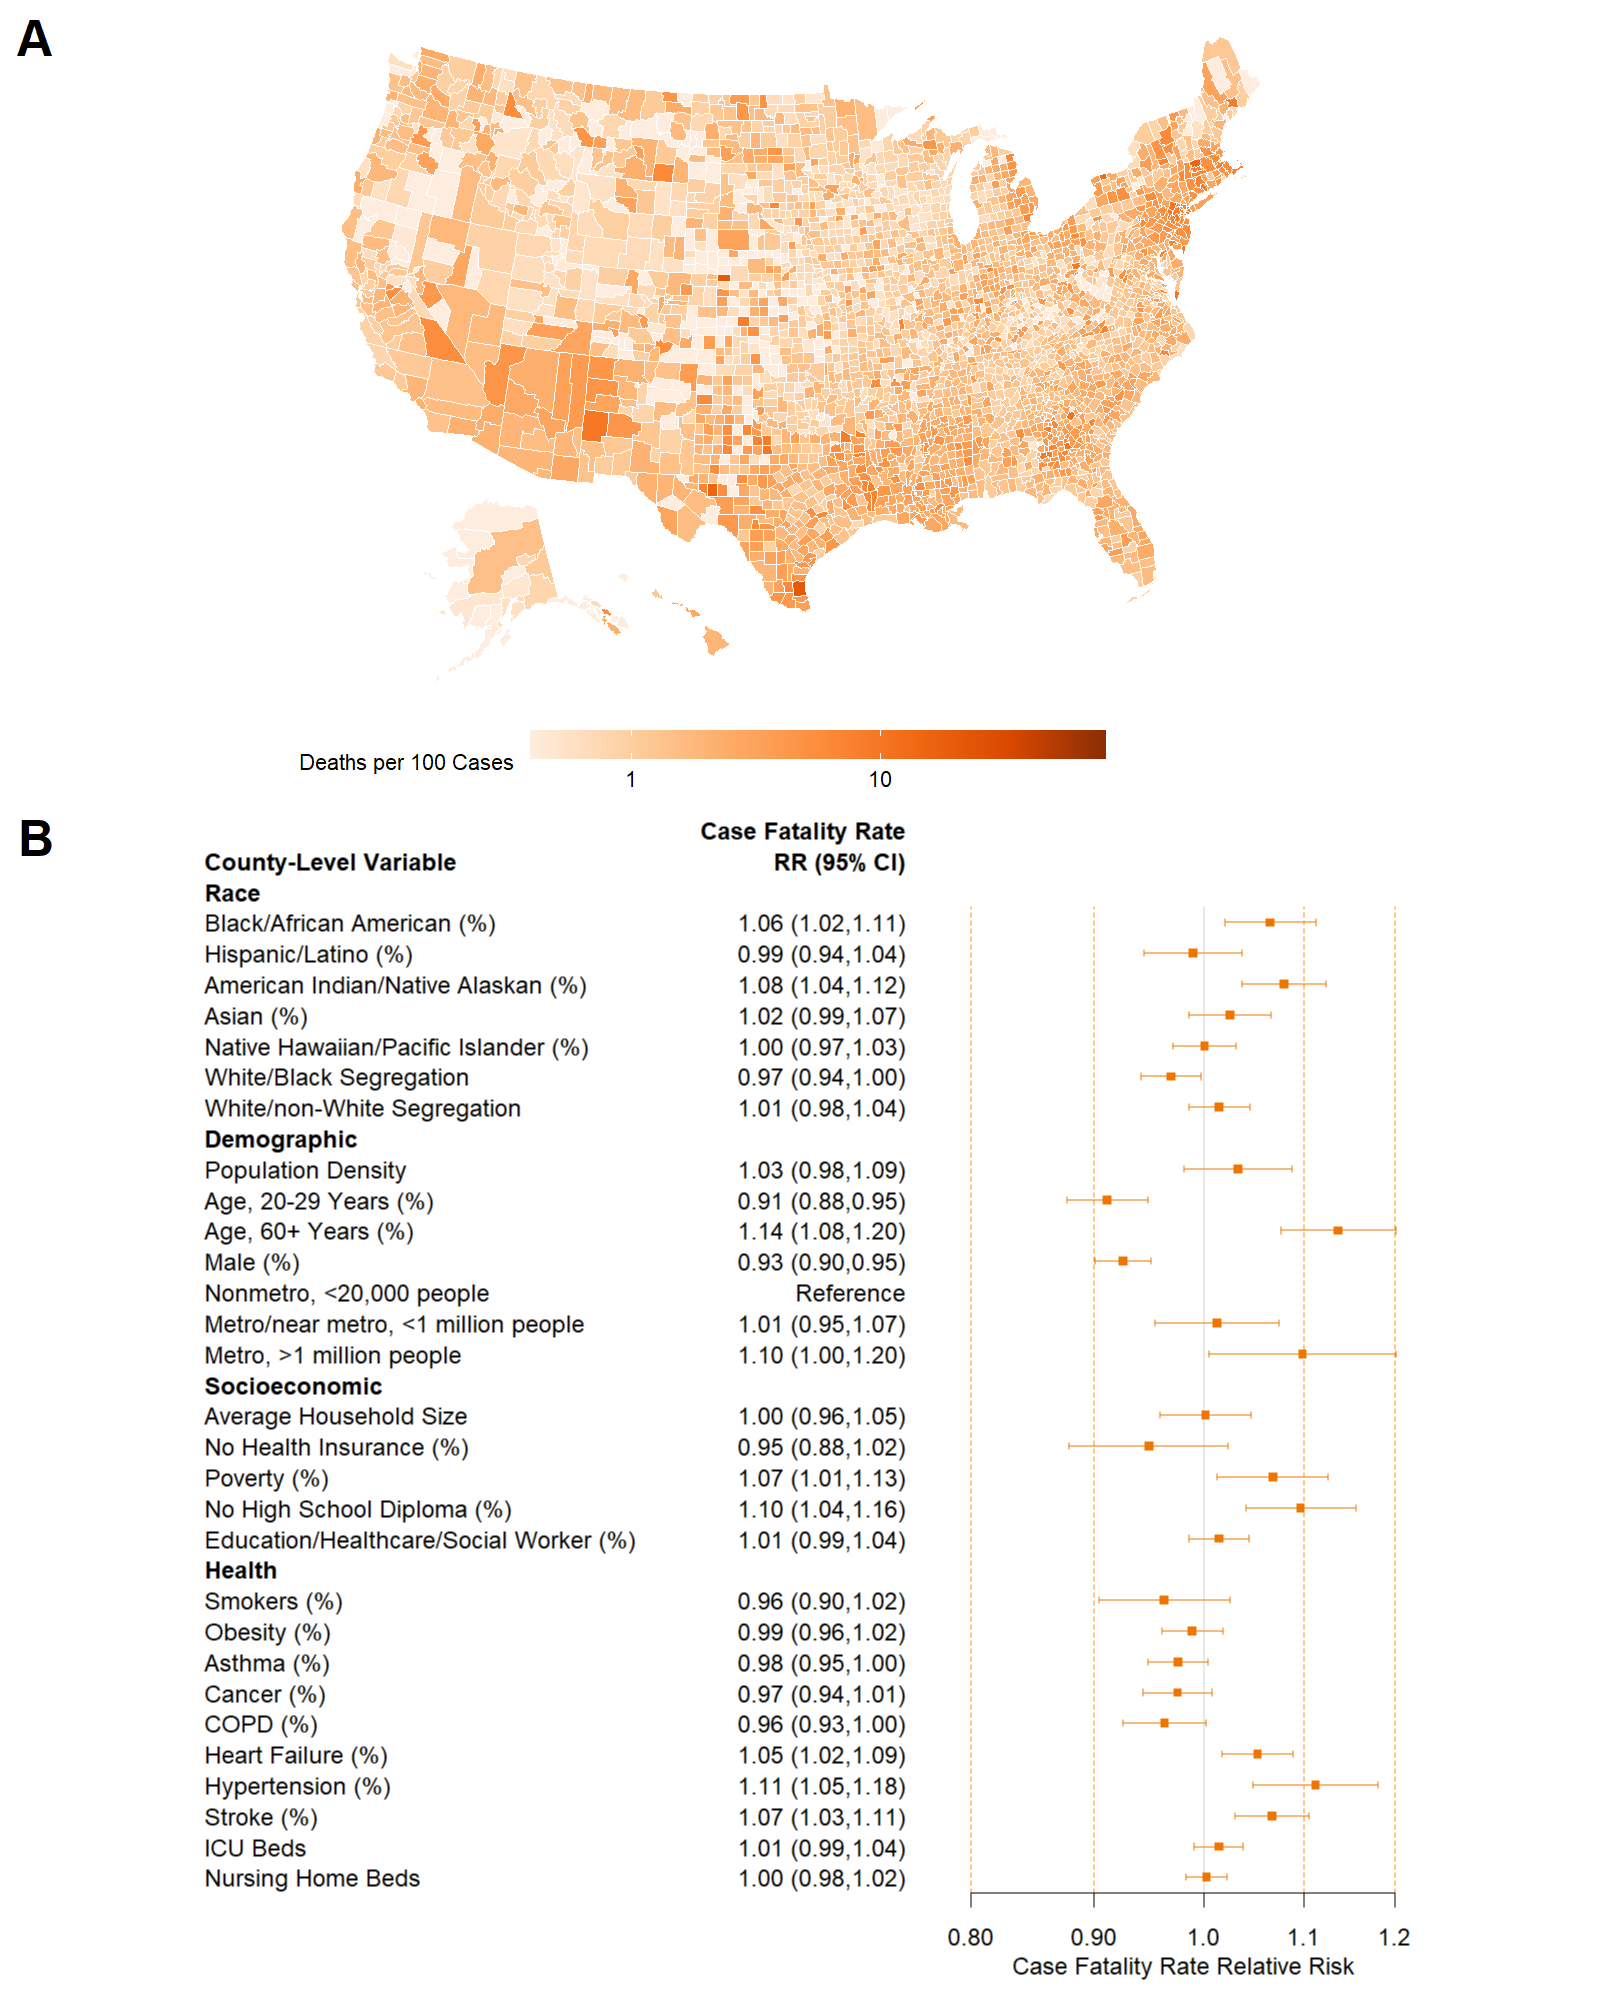 A
Deaths per 100 Cases
1 10
B
Case Fatality Rate
County-Level Variable RR (95% CI)
Race
Black/African American (%) 1.06 (1.02,1.11)
Hispanic/Latino (%) 0.99 (0.94,1.04)
American Indian/Native Alaskan (%) 1.08 (1.04,1.12)
Asian (%) 1.02 (0.99,1.07)
Native Hawaiian/Pacific Islander (%) 1.00 (0.97,1.03)
White/Black Segregation 0.97 (0.94,1.00)
White/non-White Segregation 1.01 (0.98,1.04)
Demographic
Population Density 1.03 (0.98,1.09)
Age, 20-29 Years (%) 0.91 (0.88,0.95)
Age, 60+ Years (%) 1.14 (1.08,1.20)
Male (%) 0.93 (0.90,0.95)
Nonmetro, <20,000 people Reference
Metro/near metro, <1 million people 1.01 (0.95,1.07)
Metro, >1 million people 1.10 (1.00,1.20)
Socioeconomic
Average Household Size 1.00 (0.96,1.05)
No Health Insurance (%) 0.95 (0.88,1.02)
Poverty (%) 1.07 (1.01,1.13)
No High School Diploma (%) 1.10 (1.04,1.16)
Education/Healthcare/Social Worker (%) 1.01 (0.99,1.04)
Health
Smokers (%) 0.96 (0.90,1.02)
Obesity (%) 0.99 (0.96,1.02)
Asthma (%) 0.98 (0.95,1.00)
Cancer (%) 0.97 (0.94,1.01)
COPD (%) 0.96 (0.93,1.00)
Heart Failure (%) 1.05 (1.02,1.09)
Hypertension (%) 1.11 (1.05,1.18)
Stroke (%) 1.07 (1.03,1.11)
ICU Beds 1.01 (0.99,1.04)
Nursing Home Beds 1.00 (0.98,1.02)
0.80 0.90 1.0 1.1 1.2
Case Fatality Rate Relative Risk